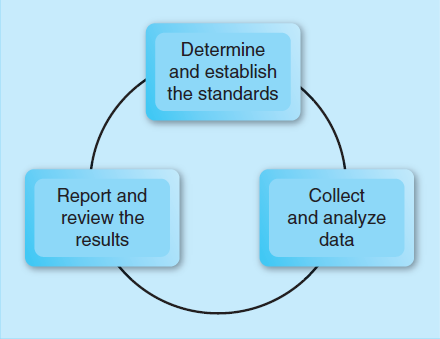 Determine
and establish
the standards
Collect
and analyze
data
Report and
review the
results